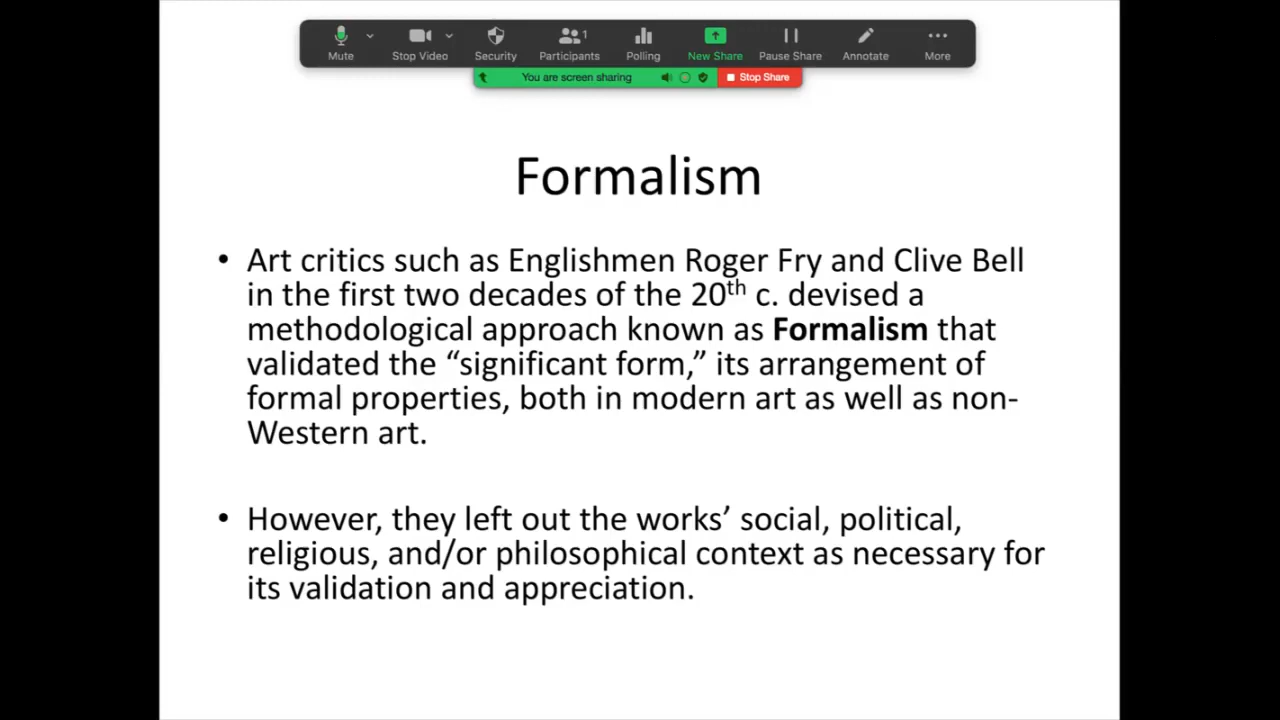 Mute
Stop Video
Security
1
Participants
Polling
New Share
Pause Share
Annotate
More
You are screen sharing
Stop Share
Formalism
• Art critics such as Englishmen Roger Fry and Clive Bell
in the first two decades of the 20th c. devised a
methodological approach known as Formalism that
validated the “significant form,” its arrangement of
formal properties, both in modern art as well as non-
Western art.
• However, they left out the works’ social, political,
religious, and/or philosophical context as necessary for
its validation and appreciation.